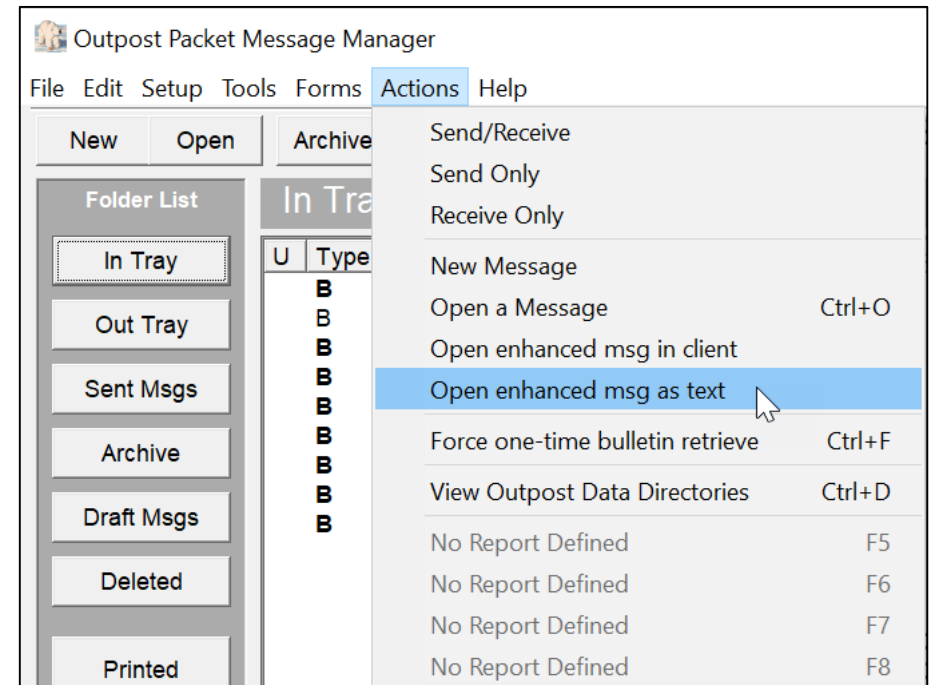 Outpost Packet Message Manager
File Edit Setup Tools Forms Actions Help
New Open Archive
Folder List
In Tray
Out Tray
Sent Msgs
Archive
Draft Msgs
Deleted
Printed
In Tra
U Type
B
B
B
B
B
B
B
B
B
Send/Receive
Send Only
Receive Only
New Message
Open a Message Ctrl+O
Open enhanced msg in client
Open enhanced msg as text
Force one-time bulletin retrieve Ctrl+F
View Outpost Data Directories Ctrl+D
No Report Defined F5
No Report Defined F6
No Report Defined F7
No Report Defined F8